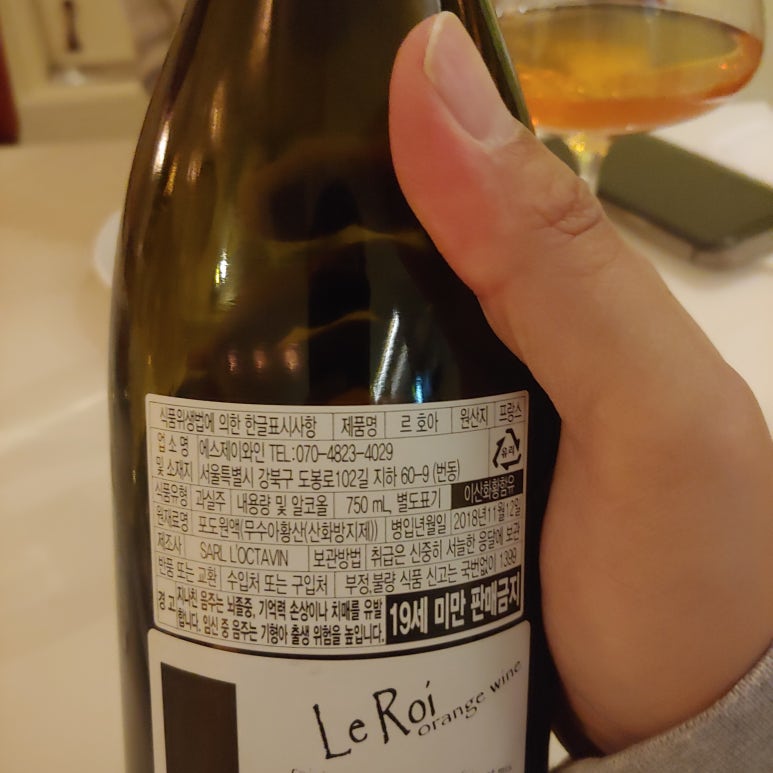 식품위생법에 의한 한글표시사항 제품명 르 호아 원산지 프랑스
업 소 명 에스제이와인 TEL:070-4823-4029
및 소재지 서울특별시 강북구 도봉로102길 지하 60-9 (번동) 유리
식품유형 과실주 내용량 및 알코올 750 mL, 별도표기 이산화황함유
원재료명 포도원액(무수아황산(산화방지제)) 병입년월일 2018년11월12일
제조사 SARL L'OCTAVIN 보관방법 취급은 신중히 서늘한 응달에 보관
반품 또는 교환 수입처 또는 구입처 부정,불량 식품 신고는 국번없이 1399
경 고 지나친 음주는 뇌졸중, 기억력 손상이나 치매를 유발
합니다. 임신 중 음주는 기형아 출생 위험을 높입니다. 19세 미만 판매금지
Le Roi
orange wine